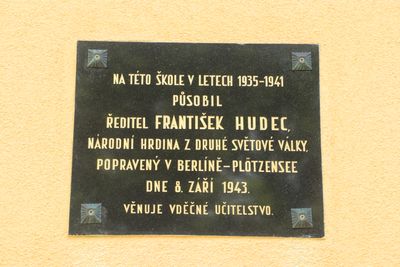 NA TÉTO ŠKOLE V LETECH 1935-1941
PŮSOBIL
ŘEDITEL FRANTIŠEK HUDEC,
NÁRODNÍ HRDINA Z DRUHÉ SVĚTOVÉ VÁLKY,
POPRAVENÝ V BERLÍNĚ-PLÖTZENSEE
DNE 8. ZÁŘÍ 1943.
VĚNUJE VDĚČNÉ UČITELSTVO.